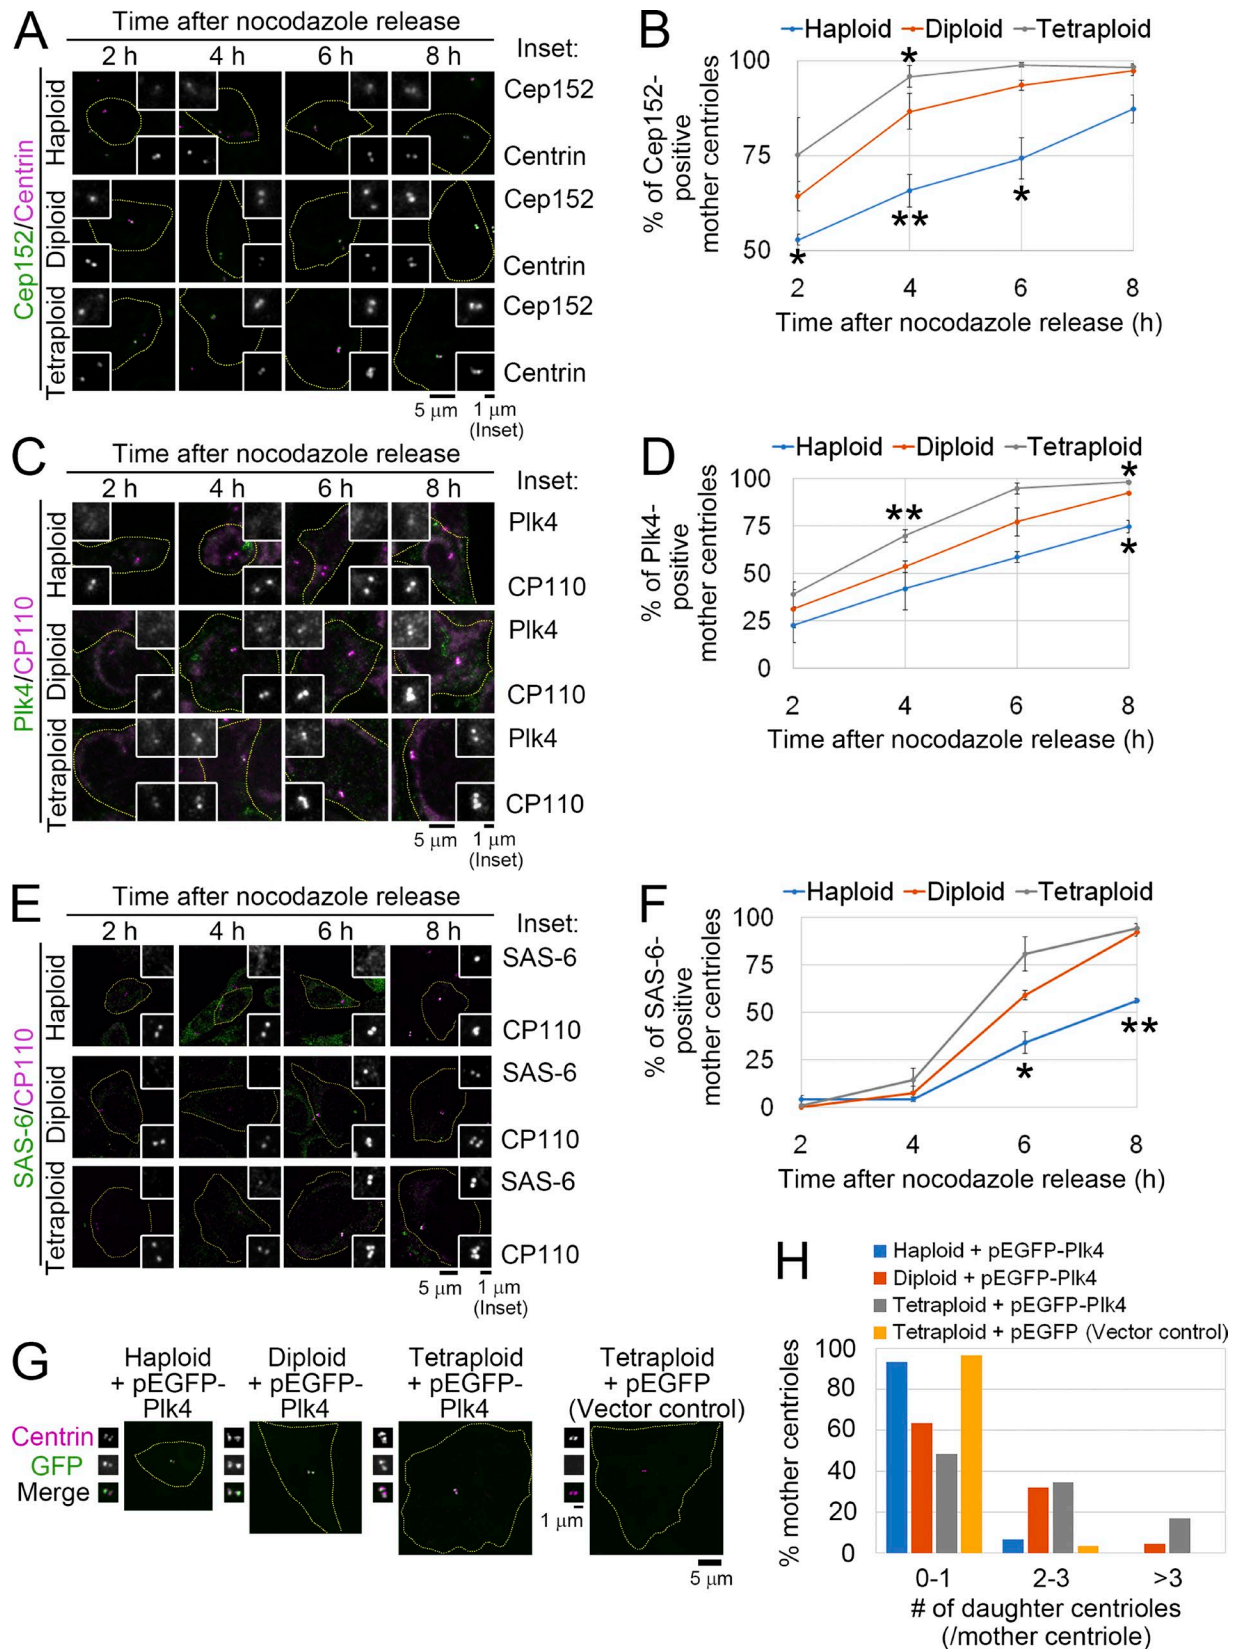 A
Time after nocodazole release
2 h 4 h 6 h 8 h
Inset:
Cep152/Centrin
Haploid
Cep152
Centrin
Diploid
Cep152
Centrin
Tetraploid
Cep152
Centrin
5 µm 1 µm
(Inset)
B
Haploid Diploid Tetraploid
% of Cep152-
positive
mother centrioles
100
75
50
*
**
*
*
2 4 6 8
Time after nocodazole release (h)
C
Time after nocodazole release
2 h 4 h 6 h 8 h
Inset:
Plk4/CP110
Haploid
Plk4
CP110
Diploid
Plk4
CP110
Tetraploid
Plk4
CP110
5 µm 1 µm
(Inset)
D
Haploid Diploid Tetraploid
% of Plk4-
positive
mother centrioles
100
75
50
25
0
**
*
*
2 4 6 8
Time after nocodazole release (h)
E
Time after nocodazole release
2 h 4 h 6 h 8 h
Inset:
SAS-6/CP110
Haploid
SAS-6
CP110
Diploid
SAS-6
CP110
Tetraploid
SAS-6
CP110
5 µm 1 µm
(Inset)
F
Haploid Diploid Tetraploid
% of SAS-6-
positive
mother centrioles
100
75
50
25
0
*
**
2 4 6 8
Time after nocodazole release (h)
G
Haploid
+ pEGFP-
Plk4
Diploid
+ pEGFP-
Plk4
Tetraploid
+ pEGFP-
Plk4
Tetraploid
+ pEGFP
(Vector control)
Centrin
GFP
Merge
1 µm
5 µm
H
Haploid + pEGFP-Plk4
Diploid + pEGFP-Plk4
Tetraploid + pEGFP-Plk4
Tetraploid + pEGFP (Vector control)
% mother centrioles
100
80
60
40
20
0
0-1 2-3 >3
# of daughter centrioles
(/mother centriole)